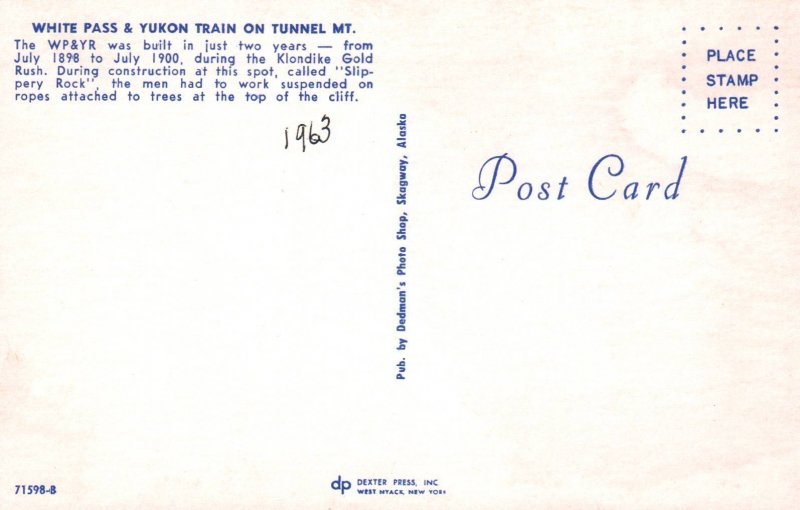 WHITE PASS & YUKON TRAIN ON TUNNEL MT.
The WP&YR was built in just two years — from
July 1898 to July 1900, during the Klondike Gold
Rush. During construction at this spot, called "Slip-
pery Rock", the men had to work suspended on
ropes attached to trees at the top of the cliff.
1963
PLACE
STAMP
HERE
Post Card
Pub. by Dedman's Photo Shop, Skagway, Alaska
71598-B
dp DEXTER PRESS, INC
WEST NYACK, NEW YORK